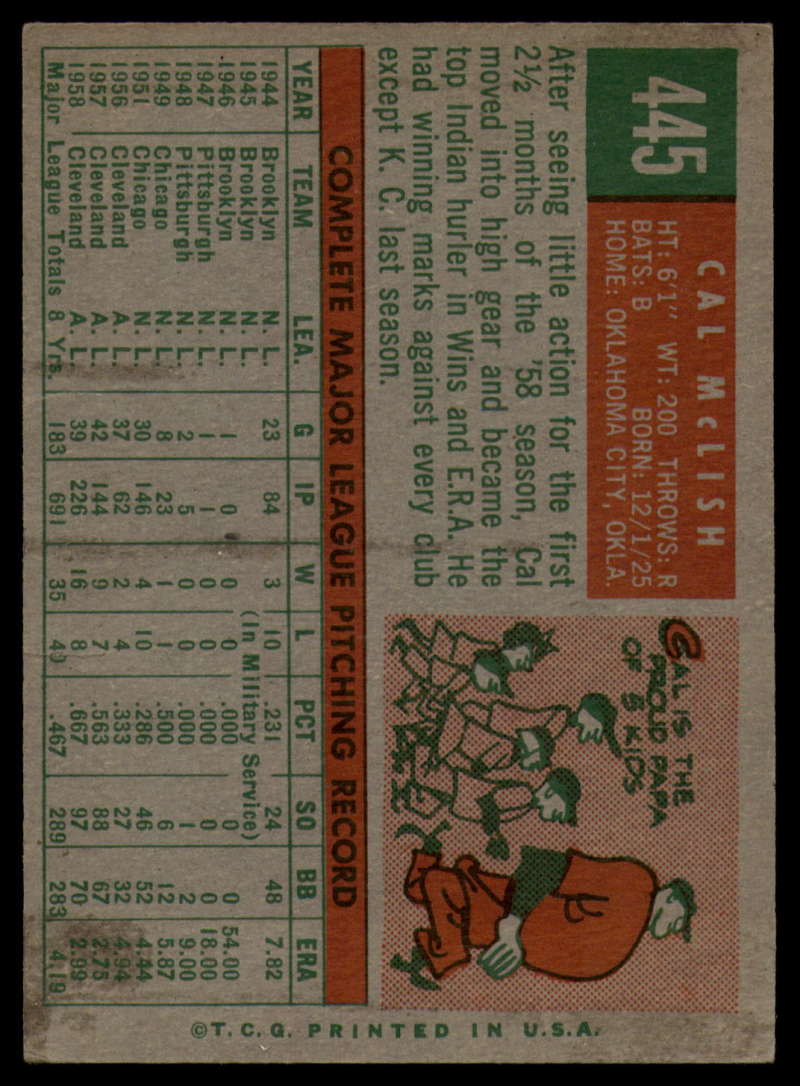 445
CAL McLISH
HT: 6'1" WT: 200 THROWS: R
BATS: B BORN: 12/1/25
HOME: OKLAHOMA CITY, OKLA.
After seeing little action for the first
2½ months of the '58 season, Cal
moved into high gear and became the
top Indian hurler in Wins and E.R.A. He
had winning marks against every club
except K. C. last season.
CAL IS THE
PROUD PAPA
OF 5 KIDS
COMPLETE MAJOR LEAGUE PITCHING RECORD
YEAR TEAM LEA. G IP W L PCT SO BB ERA
1944 Brooklyn N. L. 23 84 3 10 .231 24 48 7.82
1945 Brooklyn N. L. (In Military Service)
1946 Brooklyn N. L. 1 0 0 0 .000 0 0 54.00
1947 Pittsburgh N. L. 1 1 0 0 .000 0 0 18.00
1948 Pittsburgh N. L. 2 5 0 0 .000 1 2 9.00
1949 Chicago N. L. 8 23 1 1 .500 6 12 5.87
1951 Chicago N. L. 30 146 4 10 .286 46 52 4.44
1956 Cleveland A. L. 37 62 2 4 .333 27 32 4.94
1957 Cleveland A. L. 42 144 9 7 .563 88 67 2.75
1958 Cleveland A. L. 39 226 16 8 .667 97 70 2.99
Major League Totals 8 Yrs. 183 691 35 40 .467 289 283 4.19
©T.C.G. PRINTED IN U.S.A.